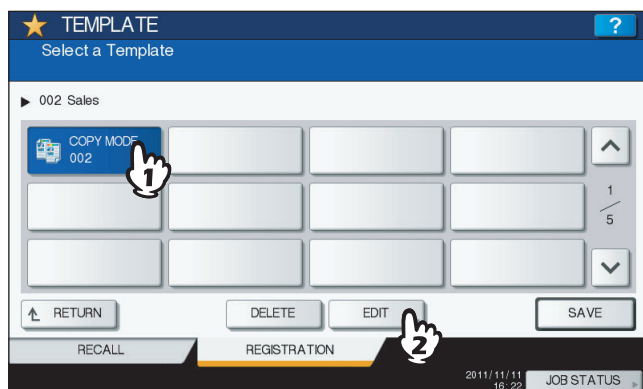 TEMPLATE
?
Select a Template
002 Sales
COPY MODE
002
1
1
5
RETURN
DELETE
EDIT
2
SAVE
RECALL
REGISTRATION
2011/11/11
16:22
JOB STATUS